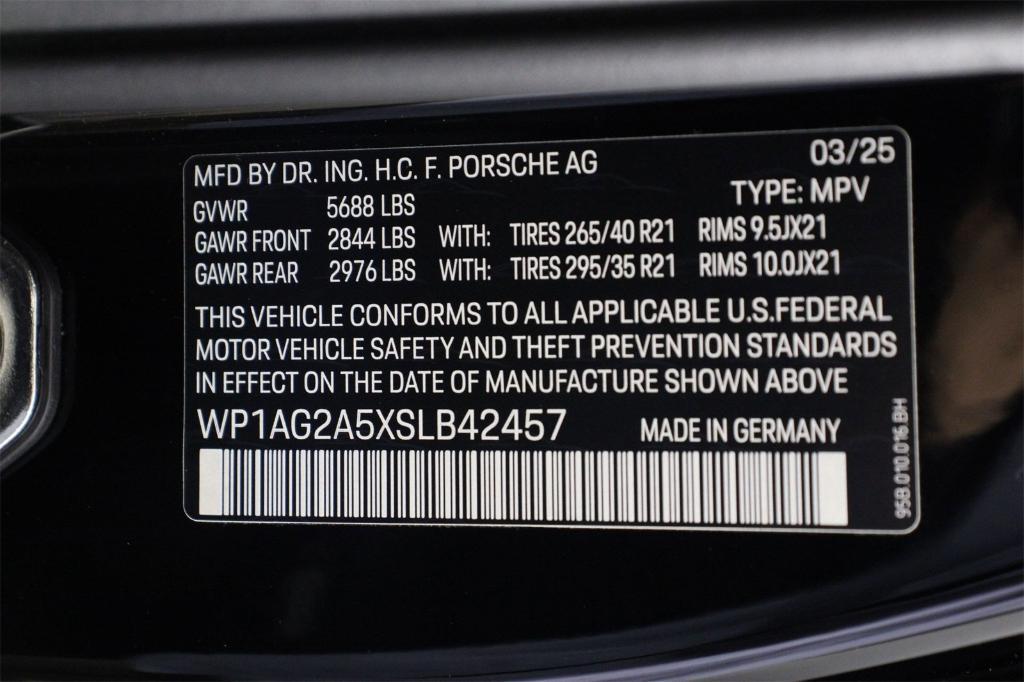 MFD BY DR. ING. H.C. F. PORSCHE AG 03/25
TYPE: MPV
GVWR 5688 LBS
GAWR FRONT 2844 LBS WITH: TIRES 265/40 R21 RIMS 9.5JX21
GAWR REAR 2976 LBS WITH: TIRES 295/35 R21 RIMS 10.0JX21
THIS VEHICLE CONFORMS TO ALL APPLICABLE U.S.FEDERAL
MOTOR VEHICLE SAFETY AND THEFT PREVENTION STANDARDS
IN EFFECT ON THE DATE OF MANUFACTURE SHOWN ABOVE
WP1AG2A5XSLB42457 MADE IN GERMANY
95B.010.016.BH